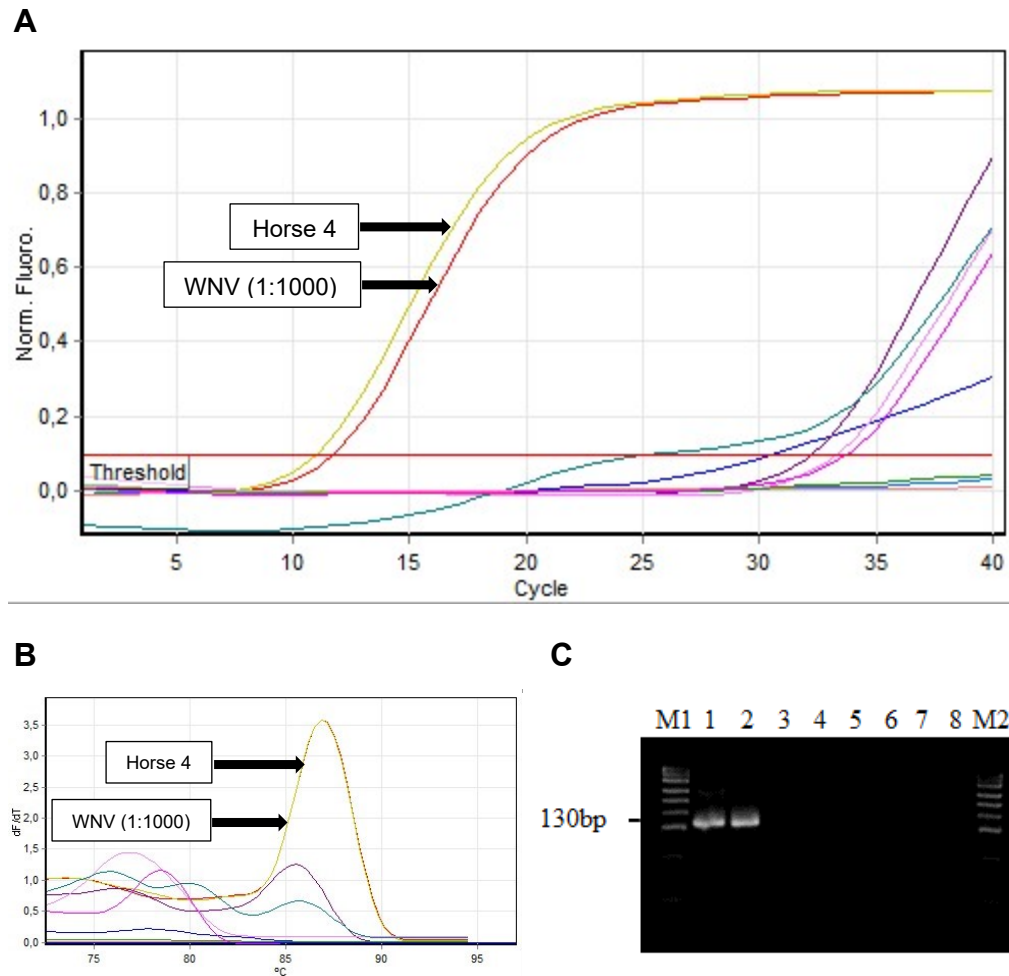 A
1,0
0,8
0,6
0,4
0,2
0,0
Norm. Fluoro.
Horse 4
WNV (1:1000)
Threshold
5 10 15 20 25 30 35 40
Cycle
B
3,5
3,0
2,5
2,0
1,5
1,0
0,5
0,0
dF/dT
Horse 4
WNV (1:1000)
75 80 85 90 95
ºC
C
M1 1 2 3 4 5 6 7 8 M2
130bp